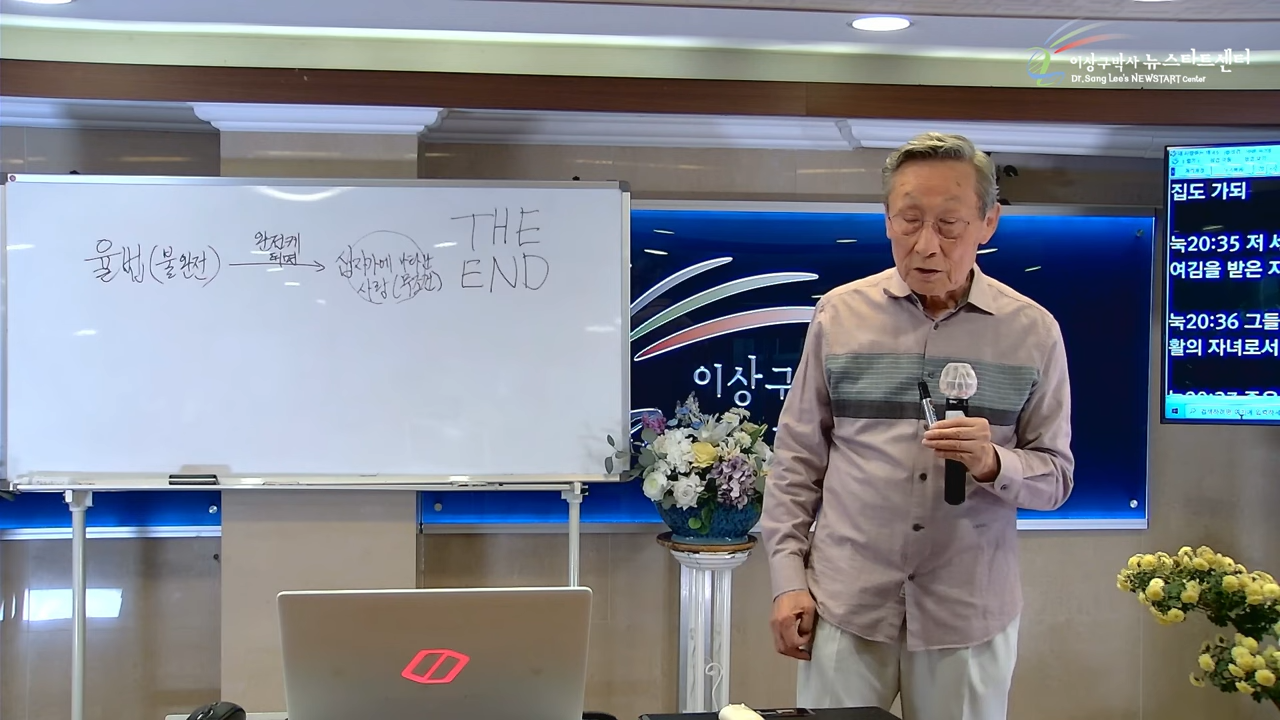 이상구박사 뉴스타트센터
Dr. Sang Lee's NEWSTART Center
율법(불완전)
완전케
되면
십자가에 나타난
사랑(무조건)
THE
END
이상구
집도 가되
눅20:35 저 세
여김을 받은 자
눅20:36 그들
활의 자녀로서